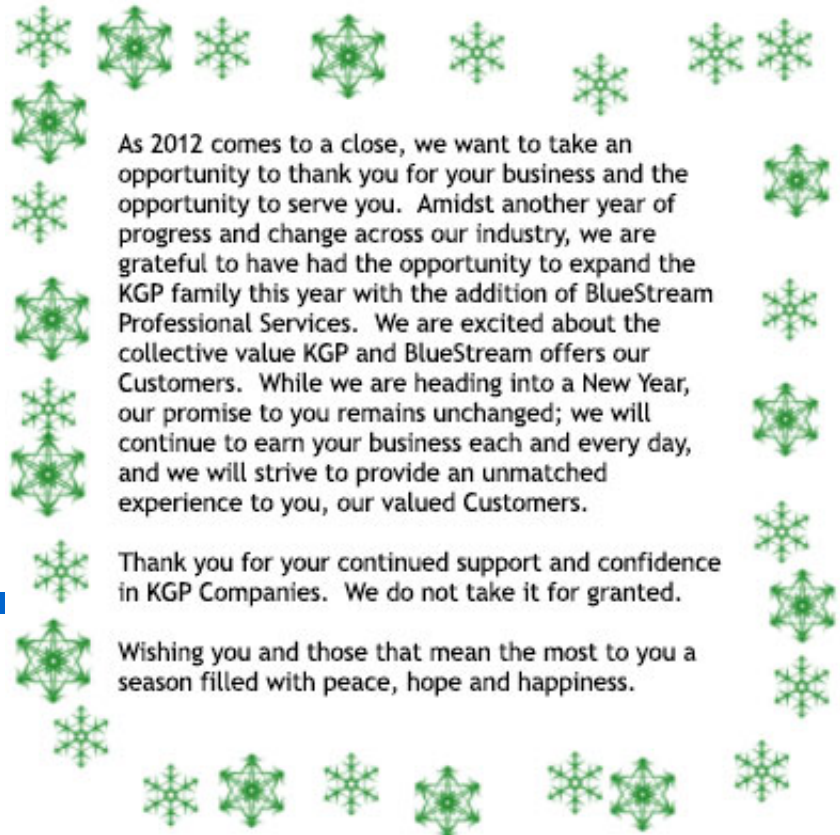 As 2012 comes to a close, we want to take an
opportunity to thank you for your business and the
opportunity to serve you.  Amidst another year of
progress and change across our industry, we are
grateful to have had the opportunity to expand the
KGP family this year with the addition of BlueStream
Professional Services.  We are excited about the
collective value KGP and BlueStream offers our
Customers.  While we are heading into a New Year,
our promise to you remains unchanged; we will
continue to earn your business each and every day,
and we will strive to provide an unmatched
experience to you, our valued Customers.
Thank you for your continued support and confidence
in KGP Companies.  We do not take it for granted.
Wishing you and those that mean the most to you a
season filled with peace, hope and happiness.